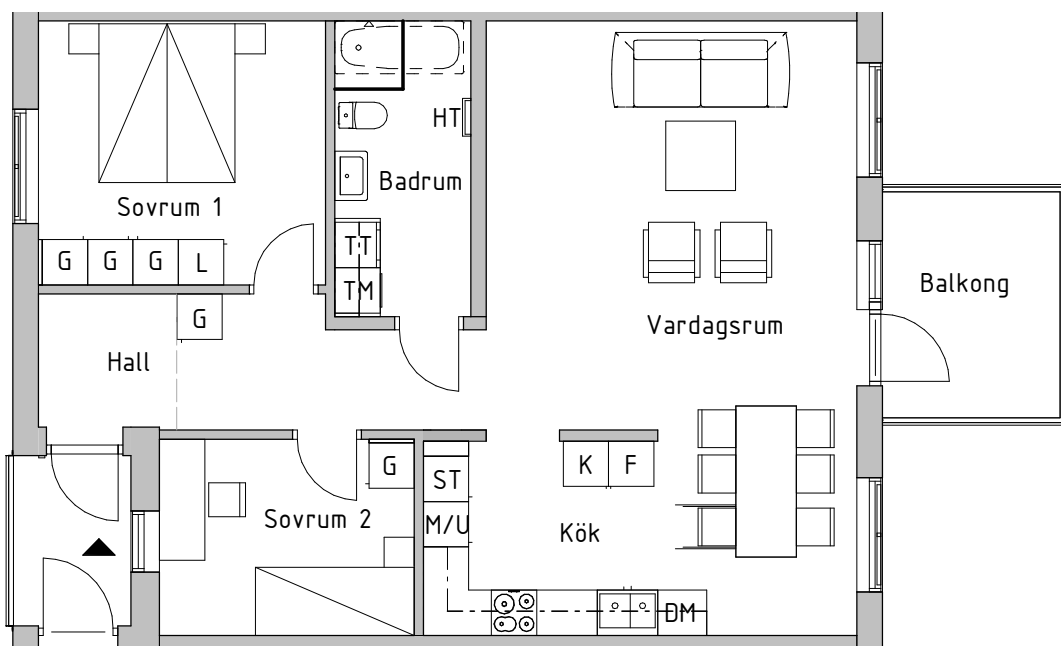 HT
Badrum
Sovrum 1
G
G
G
L
TT
TM
G
Hall
Vardagsrum
Balkong
G
ST
K
F
Sovrum 2
M/U
Kök
DM